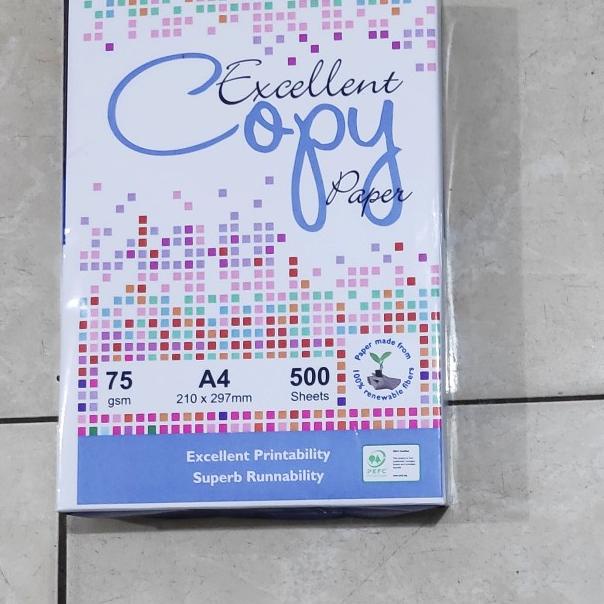 Excellent
Copy
Paper
75
gsm
A4
210 x 297mm
500
Sheets
Paper made from
100% renewable fibers
Excellent Printability
Superb Runnability
PEFC